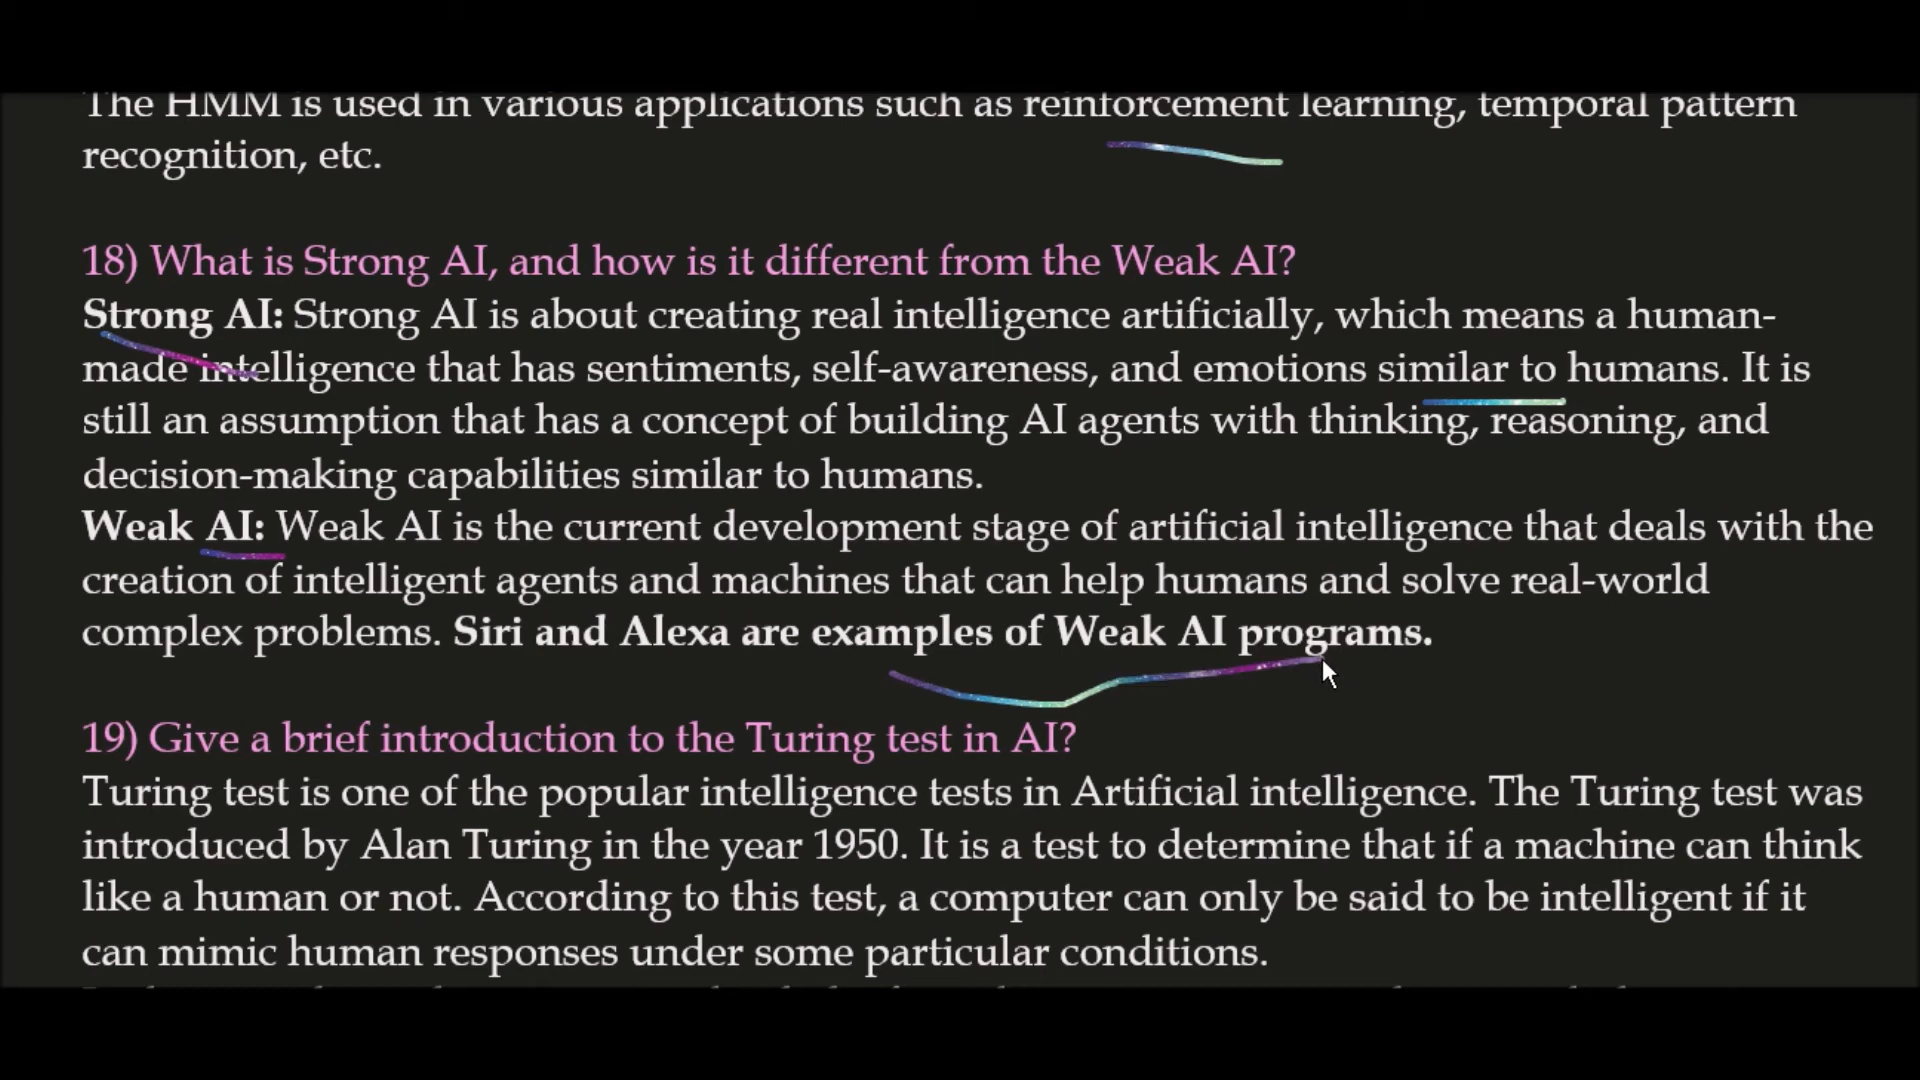 The HMM is used in various applications such as reinforcement learning, temporal pattern
recognition, etc.
18) What is Strong AI, and how is it different from the Weak AI?
Strong AI: Strong AI is about creating real intelligence artificially, which means a human-
made intelligence that has sentiments, self-awareness, and emotions similar to humans. It is
still an assumption that has a concept of building AI agents with thinking, reasoning, and
decision-making capabilities similar to humans.
Weak AI: Weak AI is the current development stage of artificial intelligence that deals with the
creation of intelligent agents and machines that can help humans and solve real-world
complex problems. Siri and Alexa are examples of Weak AI programs.
19) Give a brief introduction to the Turing test in AI?
Turing test is one of the popular intelligence tests in Artificial intelligence. The Turing test was
introduced by Alan Turing in the year 1950. It is a test to determine that if a machine can think
like a human or not. According to this test, a computer can only be said to be intelligent if it
can mimic human responses under some particular conditions.